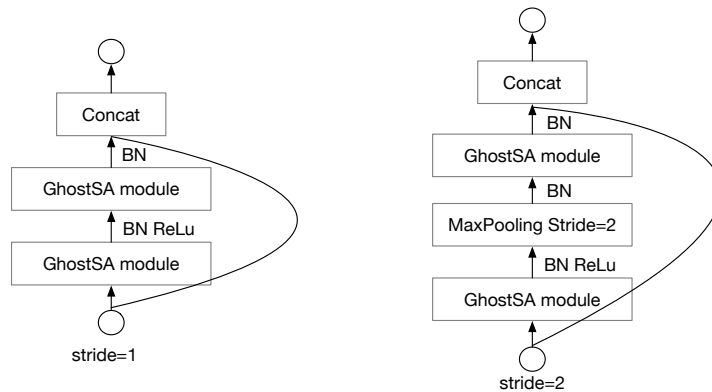 Concat
BN
GhostSA module
BN ReLu
GhostSA module
stride=1
Concat
BN
GhostSA module
BN
MaxPooling Stride=2
BN ReLu
GhostSA module
stride=2